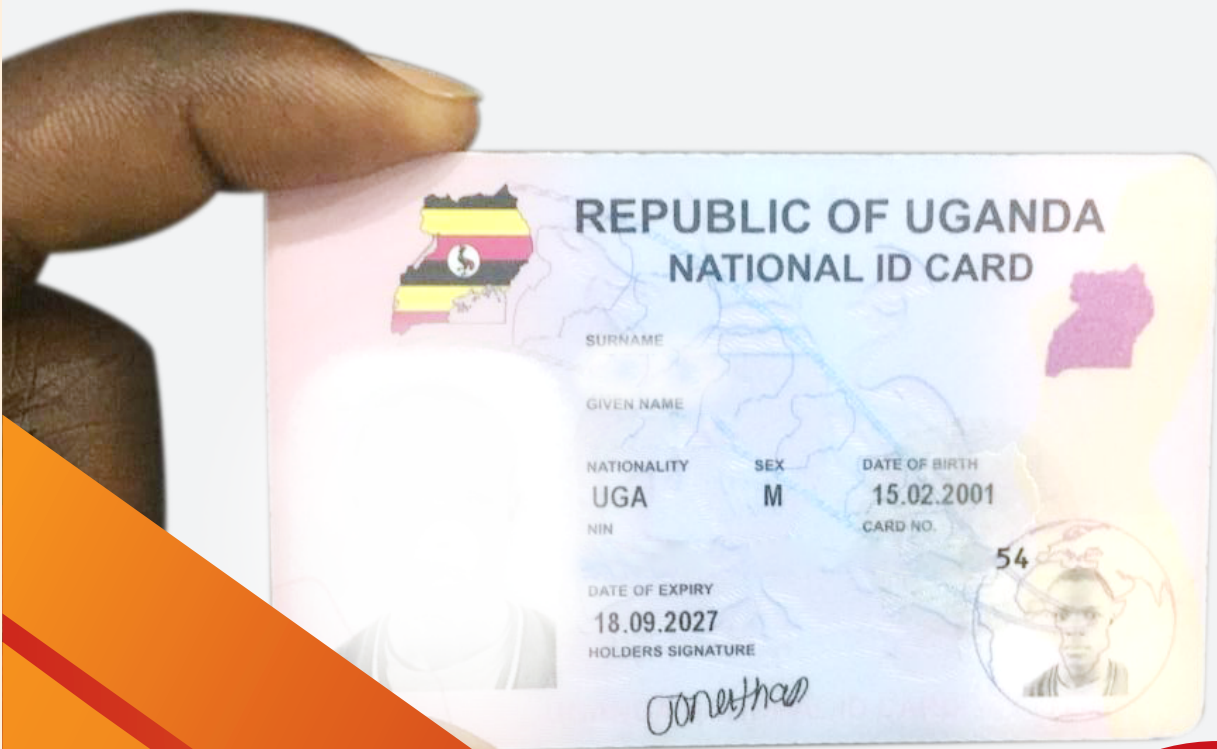 REPUBLIC OF UGANDA
NATIONAL ID CARD
SURNAME
GIVEN NAME
NATIONALITY SEX DATE OF BIRTH
UGA M 15.02.2001
NIN CARD NO.
54
DATE OF EXPIRY
18.09.2027
HOLDERS SIGNATURE